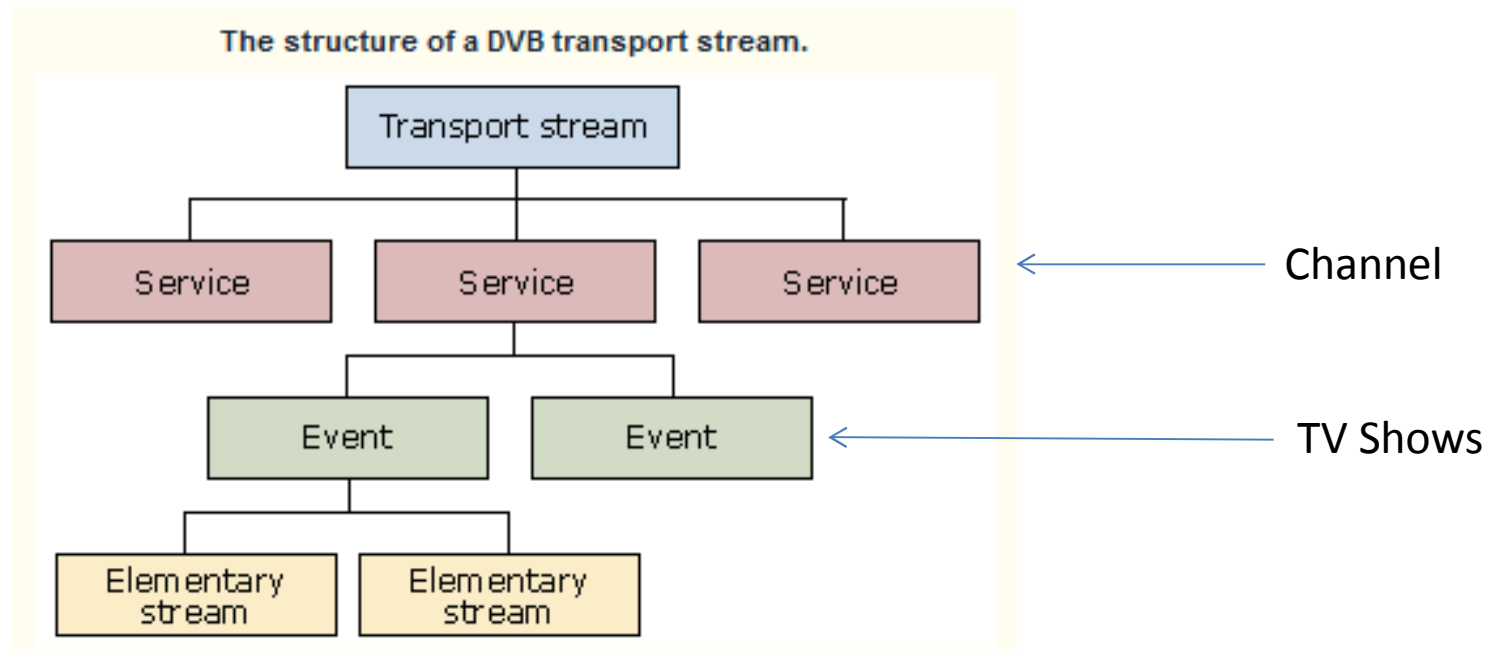 The structure of a DVB transport stream.
Transport stream
Service
Service
Service
Channel
Event
Event
TV Shows
Elementary
stream
Elementary
stream